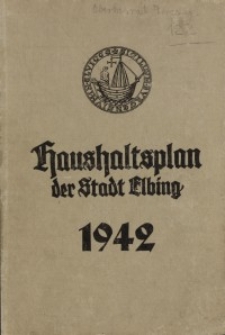 Haushaltsplan
der Stadt Elbing
1942